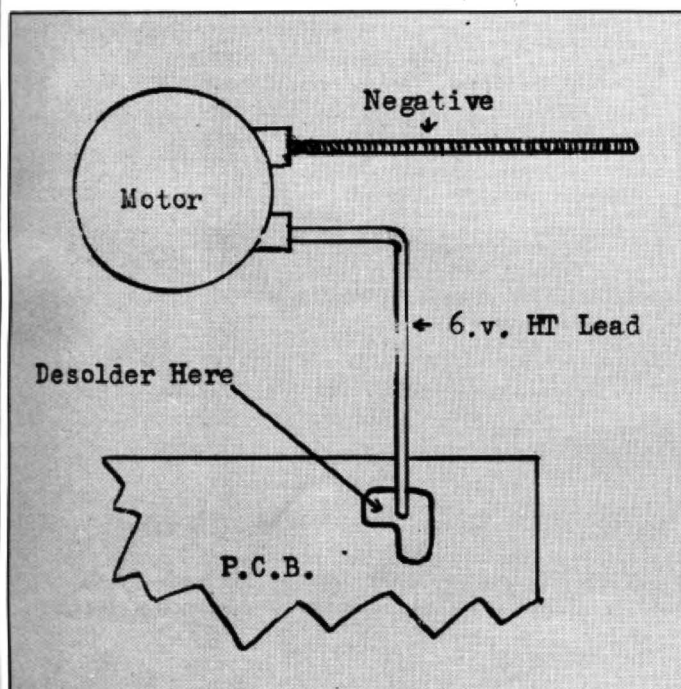 Negative
Motor
6.v. HT Lead
Desolder Here
P.C.B.